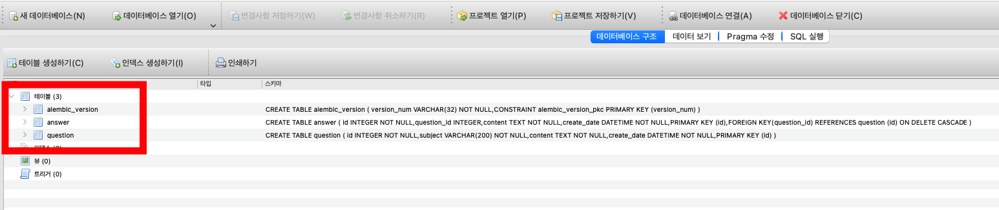 새 데이터베이스(N) 데이터베이스 열기(O) 변경사항 저장하기(W) 변경사항 취소하기(R) 프로젝트 열기(P) 프로젝트 저장하기(V) 데이터베이스 연결(A) 데이터베이스 닫기(C)
데이터베이스 구조 데이터 보기 Pragma 수정 SQL 실행
테이블 생성하기(C) 인덱스 생성하기(I) 인쇄하기
타입 스키마
테이블 (3)
alembic_version CREATE TABLE alembic_version ( version_num VARCHAR(32) NOT NULL,CONSTRAINT alembic_version_pkc PRIMARY KEY (version_num) )
answer CREATE TABLE answer ( id INTEGER NOT NULL,question_id INTEGER,content TEXT NOT NULL,create_date DATETIME NOT NULL,PRIMARY KEY (id),FOREIGN KEY(question_id) REFERENCES question (id) ON DELETE CASCADE )
question CREATE TABLE question ( id INTEGER NOT NULL,subject VARCHAR(200) NOT NULL,content TEXT NOT NULL,create_date DATETIME NOT NULL,PRIMARY KEY (id) )
뷰 (0)
트리거 (0)